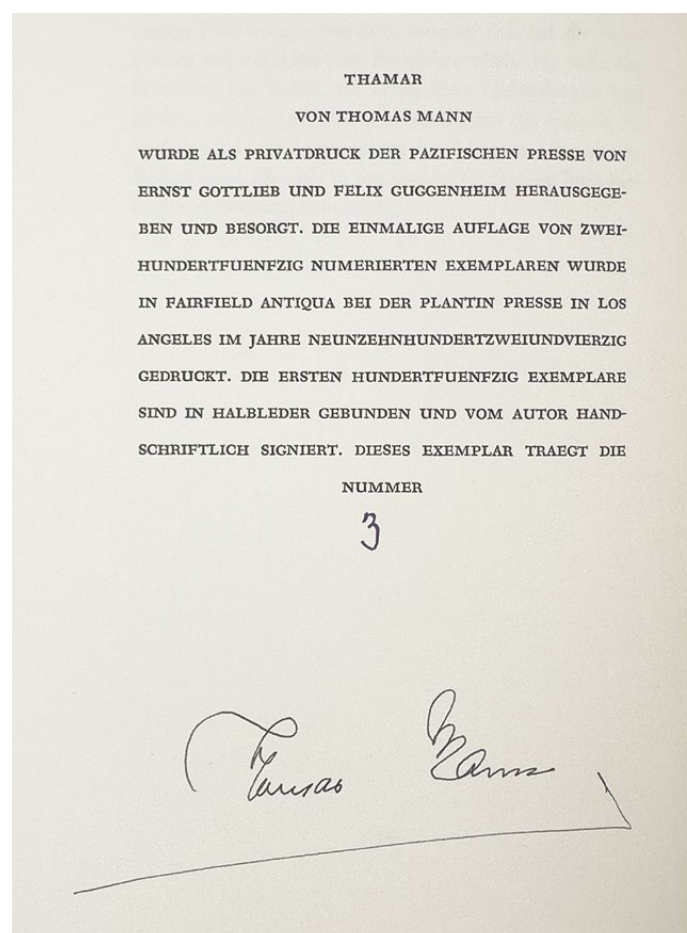 THAMAR
VON THOMAS MANN
WURDE ALS PRIVATDRUCK DER PAZIFISCHEN PRESSE VON
ERNST GOTTLIEB UND FELIX GUGGENHEIM HERAUSGEGE-
BEN UND BESORGT. DIE EINMALIGE AUFLAGE VON ZWEI-
HUNDERTFUENFZIG NUMERIERTEN EXEMPLAREN WURDE
IN FAIRFIELD ANTIQUA BEI DER PLANTIN PRESSE IN LOS
ANGELES IM JAHRE NEUNZEHNHUNDERTZWEIUNDVIERZIG
GEDRUCKT. DIE ERSTEN HUNDERTFUENFZIG EXEMPLARE
SIND IN HALBLEDER GEBUNDEN UND VOM AUTOR HAND-
SCHRIFTLICH SIGNIERT. DIESES EXEMPLAR TRAEGT DIE
NUMMER
3
Thomas Mann